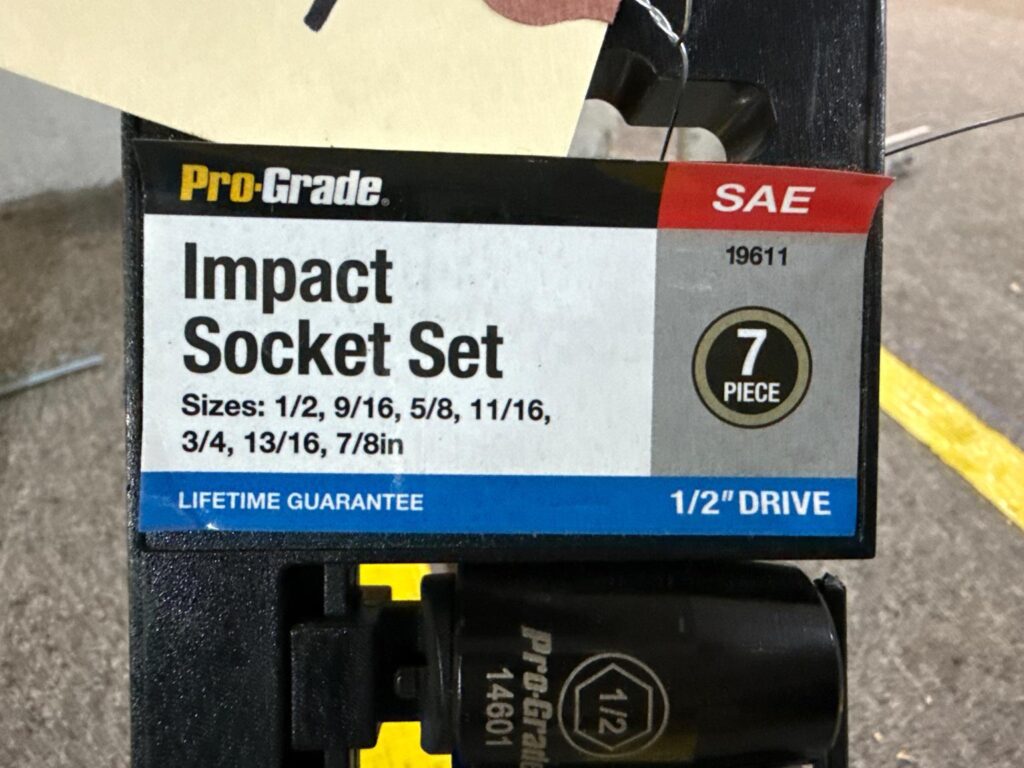 Pro·Grade®
SAE
19611
Impact
Socket Set
7
PIECE
Sizes: 1/2, 9/16, 5/8, 11/16,
3/4, 13/16, 7/8in
LIFETIME GUARANTEE
1/2" DRIVE
Pro·Grade
14601
1/2